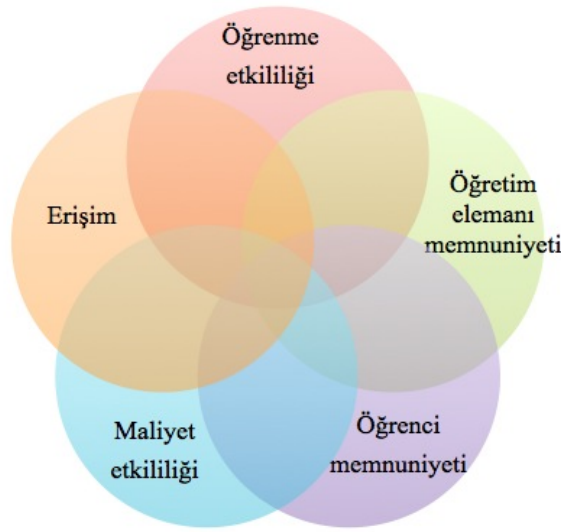 Öğrenme
etkililiği
Erişim
Öğretim
elemanı
memnuniyeti
Maliyet
etkililiği
Öğrenci
memnuniyeti